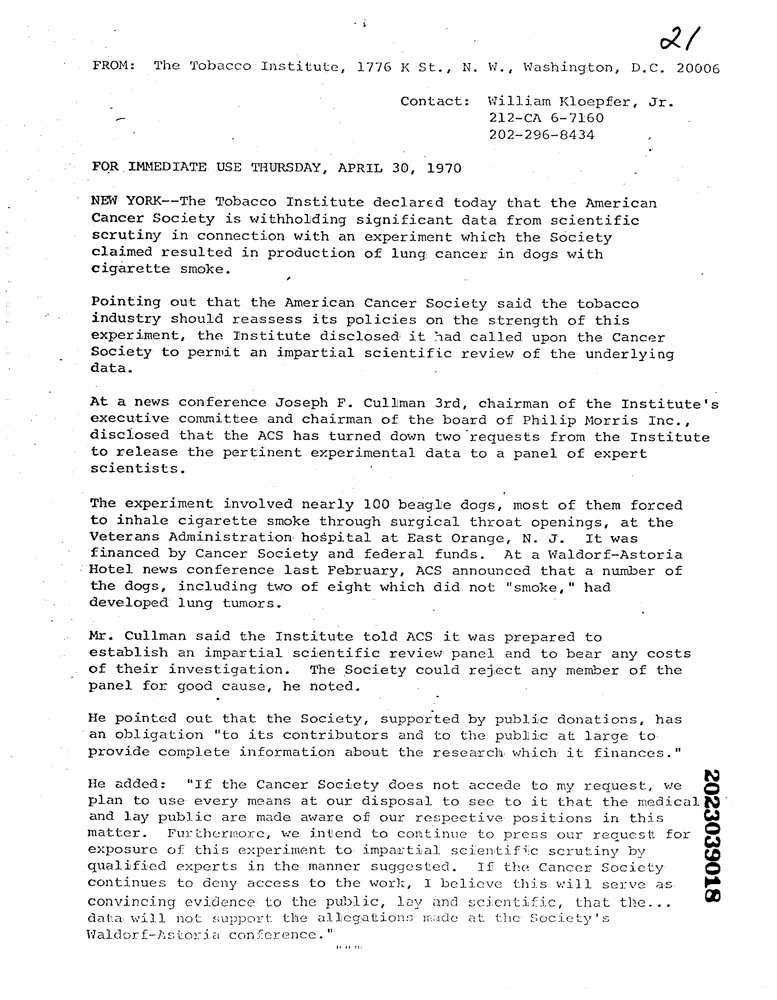 21
FROM: The Tobacco Institute, 1776 K St., N. W., Washington, D.C. 20006
Contact: William Kloepfer, Jr.
212-CA 6-7160
202-296-8434
FOR IMMEDIATE USE THURSDAY, APRIL 30, 1970
NEW YORK--The Tobacco Institute declared today that the American
Cancer Society is withholding significant data from scientific
scrutiny in connection with an experiment which the Society
claimed resulted in production of lung cancer in dogs with
cigarette smoke.
Pointing out that the American Cancer Society said the tobacco
industry should reassess its policies on the strength of this
experiment, the Institute disclosed it had called upon the Cancer
Society to permit an impartial scientific review of the underlying
data.
At a news conference Joseph F. Cullman 3rd, chairman of the Institute's
executive committee and chairman of the board of Philip Morris Inc.,
disclosed that the ACS has turned down two requests from the Institute
to release the pertinent experimental data to a panel of expert
scientists.
The experiment involved nearly 100 beagle dogs, most of them forced
to inhale cigarette smoke through surgical throat openings, at the
Veterans Administration hospital at East Orange, N. J. It was
financed by Cancer Society and federal funds. At a Waldorf-Astoria
Hotel news conference last February, ACS announced that a number of
the dogs, including two of eight which did not "smoke," had
developed lung tumors.
Mr. Cullman said the Institute told ACS it was prepared to
establish an impartial scientific review panel and to bear any costs
of their investigation. The Society could reject any member of the
panel for good cause, he noted.
He pointed out that the Society, supported by public donations, has
an obligation "to its contributors and to the public at large to
provide complete information about the research which it finances."
He added: "If the Cancer Society does not accede to my request, we
plan to use every means at our disposal to see to it that the medical
and lay public are made aware of our respective positions in this
matter. Furthermore, we intend to continue to press our request for
exposure of this experiment to impartial scientific scrutiny by
qualified experts in the manner suggested. If the Cancer Society
continues to deny access to the work, I believe this will serve as
convincing evidence to the public, lay and scientific, that the...
data will not support the allegations made at the Society's
Waldorf-Astoria conference."
"""
2023039018